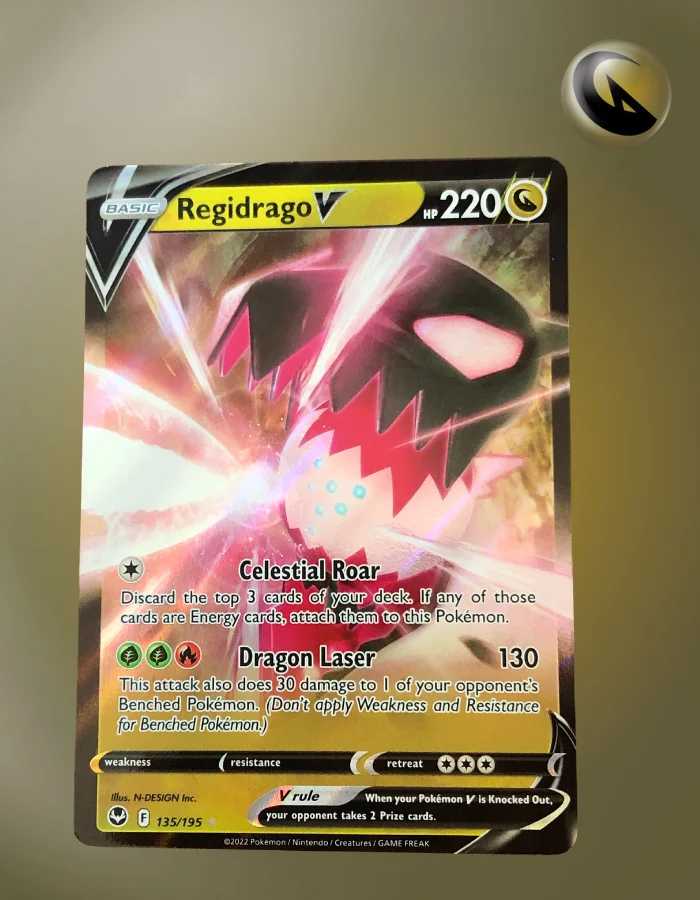 BASIC
Regidrago V
HP 220
Celestial Roar
Discard the top 3 cards of your deck. If any of those
cards are Energy cards, attach them to this Pokémon.
Dragon Laser 130
This attack also does 30 damage to 1 of your opponent's
Benched Pokémon. (Don't apply Weakness and Resistance
for Benched Pokémon.)
weakness resistance retreat
Illus. N-DESIGN Inc.
V rule When your Pokémon V is Knocked Out,
your opponent takes 2 Prize cards.
F 135/195
©2022 Pokémon / Nintendo / Creatures / GAME FREAK